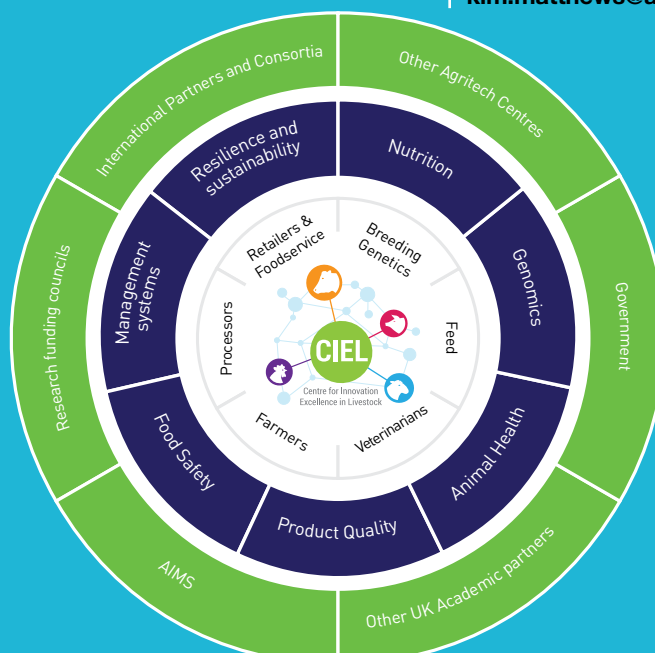 International Partners and Consortia
Other Agritech Centres
Government
Other UK Academic partners
AIMS
Research funding councils
Resilience and
sustainability
Nutrition
Genomics
Animal Health
Product Quality
Food Safety
Management
systems
Retailers &
Foodservice
Breeding
Genetics
Feed
Veterinarians
Farmers
Processors
CIEL
Centre for Innovation
Excellence in Livestock